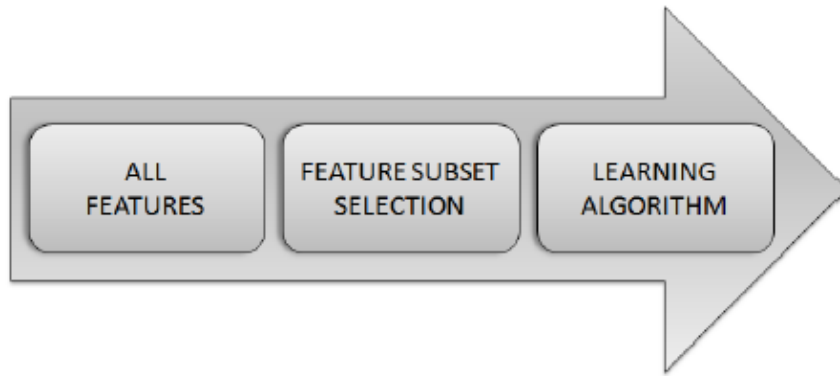 ALL
FEATURES
FEATURE SUBSET
SELECTION
LEARNING
ALGORITHM